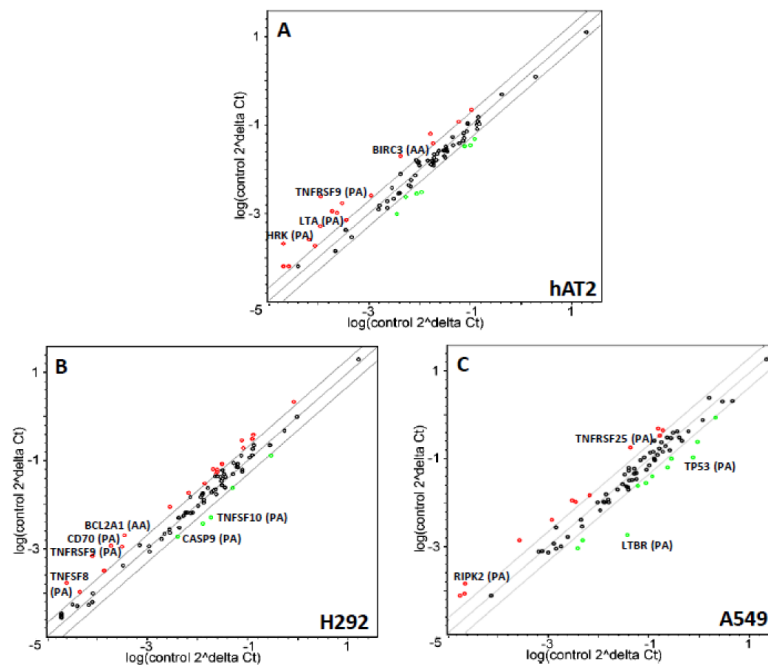 A
1
-1
-3
-5
log(control 2^delta Ct)
BIRC3 (AA)
TNFRSF9 (PA)
LTA (PA)
HRK (PA)
hAT2
-5 -3 -1 1
log(control 2^delta Ct)
B
1
-1
-3
-5
log(control 2^delta Ct)
BCL2A1 (AA)
CD70 (PA)
TNFRSF9 (PA)
TNFSF8
(PA)
TNFSF10 (PA)
CASP9 (PA)
H292
-5 -3 -1 1
log(control 2^delta Ct)
C
1
-1
-3
log(control 2^delta Ct)
TNFRSF25 (PA)
TP53 (PA)
LTBR (PA)
RIPK2 (PA)
A549
-5 -3 -1 1
log(control 2^delta Ct)